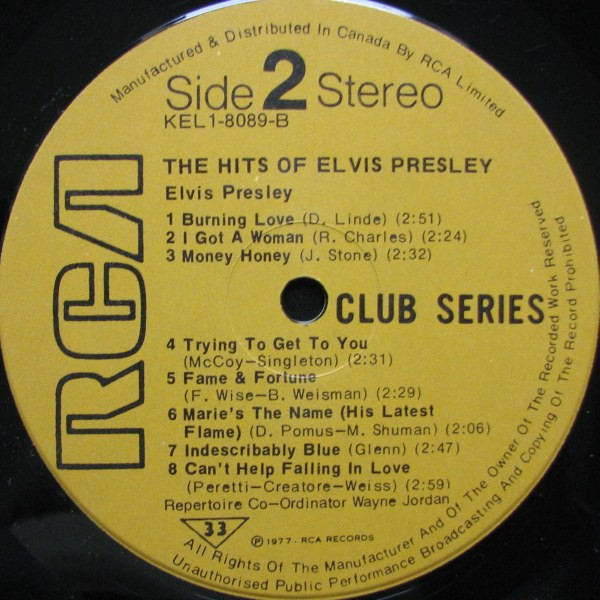 Manufactured & Distributed In Canada By RCA Limited
Side 2 Stereo
KEL1-8089-B
THE HITS OF ELVIS PRESLEY
Elvis Presley
1 Burning Love (D. Linde) (2:51)
2 I Got A Woman (R. Charles) (2:24)
3 Money Honey (J. Stone) (2:32)
RCA
CLUB SERIES
4 Trying To Get To You
(McCoy-Singleton) (2:31)
5 Fame & Fortune
(F. Wise-B. Weisman) (2:29)
6 Marie's The Name (His Latest
Flame) (D. Pomus-M. Shuman) (2:06)
7 Indescribably Blue (Glenn) (2:47)
8 Can't Help Falling In Love
(Peretti-Creatore-Weiss) (2:59)
Repertoire Co-Ordinator Wayne Jordan
33
℗1977-RCA RECORDS
All Rights Of The Manufacturer And Of The Owner Of The Recorded Work Reserved
Unauthorised Public Performance Broadcasting And Copying Of The Record Prohibited